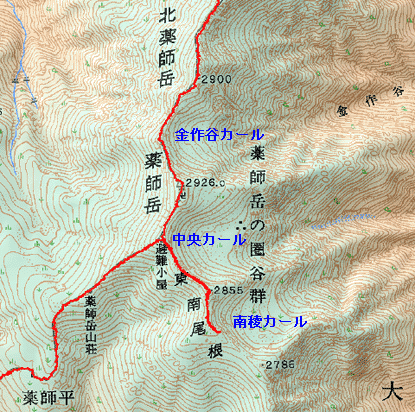 北薬師岳
2900
金作谷
金作谷カール
薬師岳
薬師岳の圏谷群
2926.0
中央カール
避難小屋
東南尾根
2855
薬師岳山荘
南稜カール
2786
薬師平
大